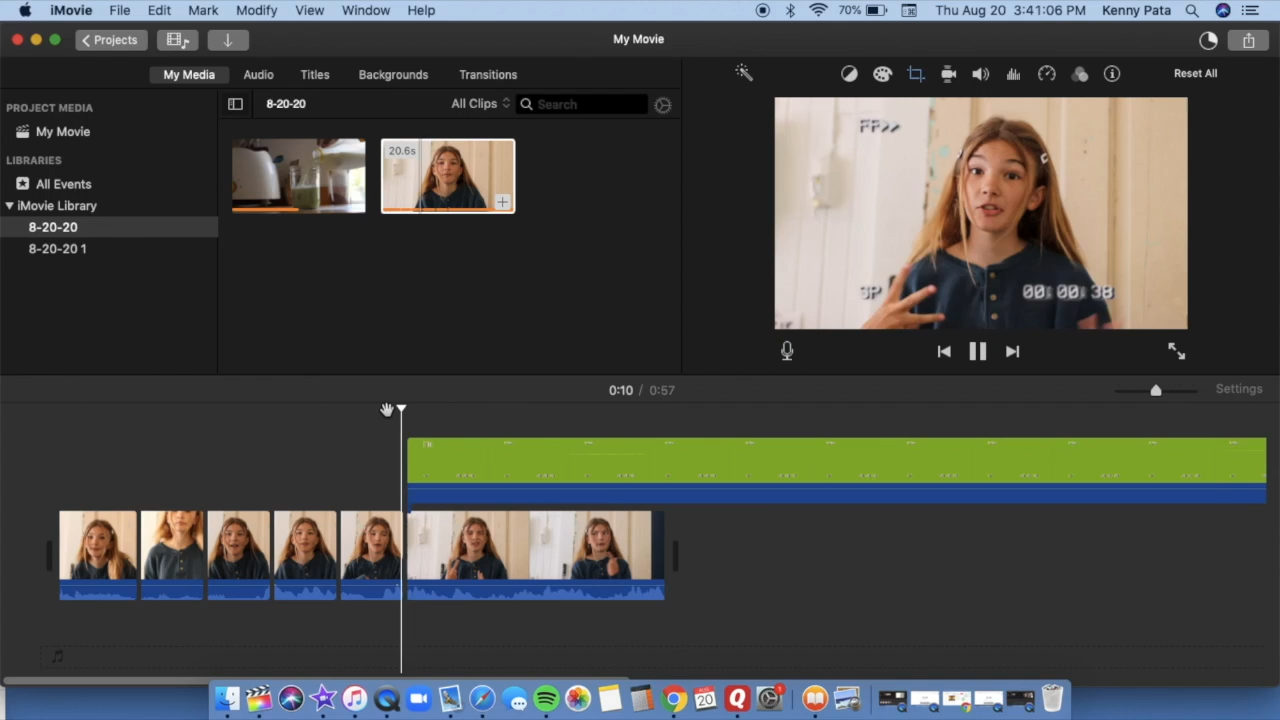 iMovie File Edit Mark Modify View Window Help 70% Thu Aug 20 3:41:06 PM Kenny Pata
Projects My Movie
My Media Audio Titles Backgrounds Transitions Reset All
PROJECT MEDIA
My Movie
LIBRARIES
All Events
iMovie Library
8-20-20
8-20-20 1
8-20-20 All Clips Search
20.6s
FF>>
SP 00:00:38
0:10 / 0:57 Settings
AUG
20
1